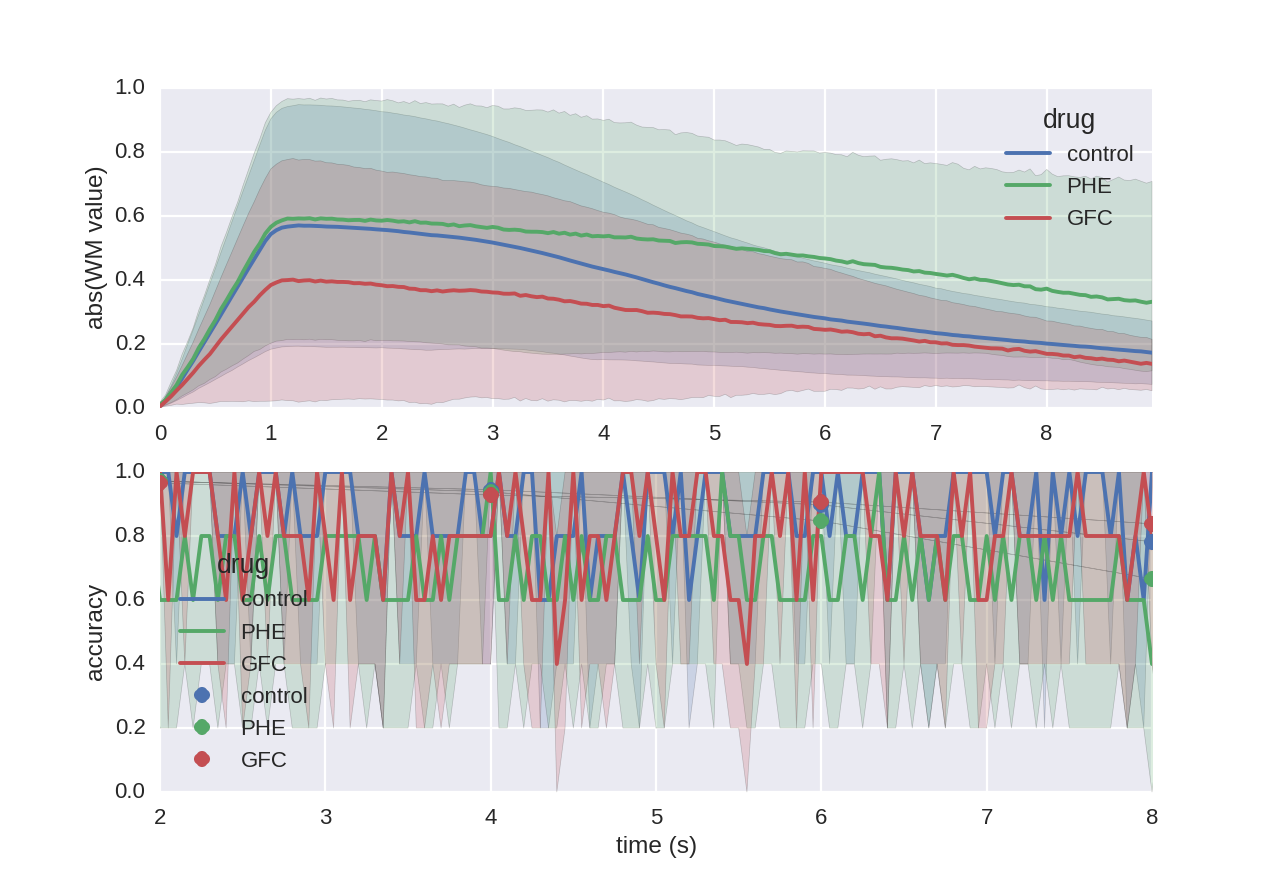 1.0
0.8
0.6
0.4
0.2
0.0
abs(WM value)
drug
control
PHE
GFC
0 1 2 3 4 5 6 7 8
1.0
0.8
0.6
0.4
0.2
0.0
accuracy
drug
control
PHE
GFC
control
PHE
GFC
2 3 4 5 6 7 8
time (s)